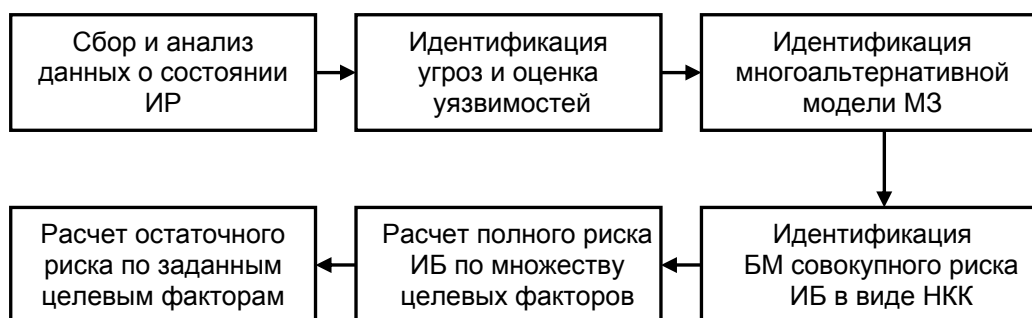 Сбор и анализ
данных о состоянии
ИР
Идентификация
угроз и оценка
уязвимостей
Идентификация
многоальтернативной
модели МЗ
Идентификация
БМ совокупного риска
ИБ в виде НКК
Расчет полного риска
ИБ по множеству
целевых факторов
Расчет остаточного
риска по заданным
целевым факторам